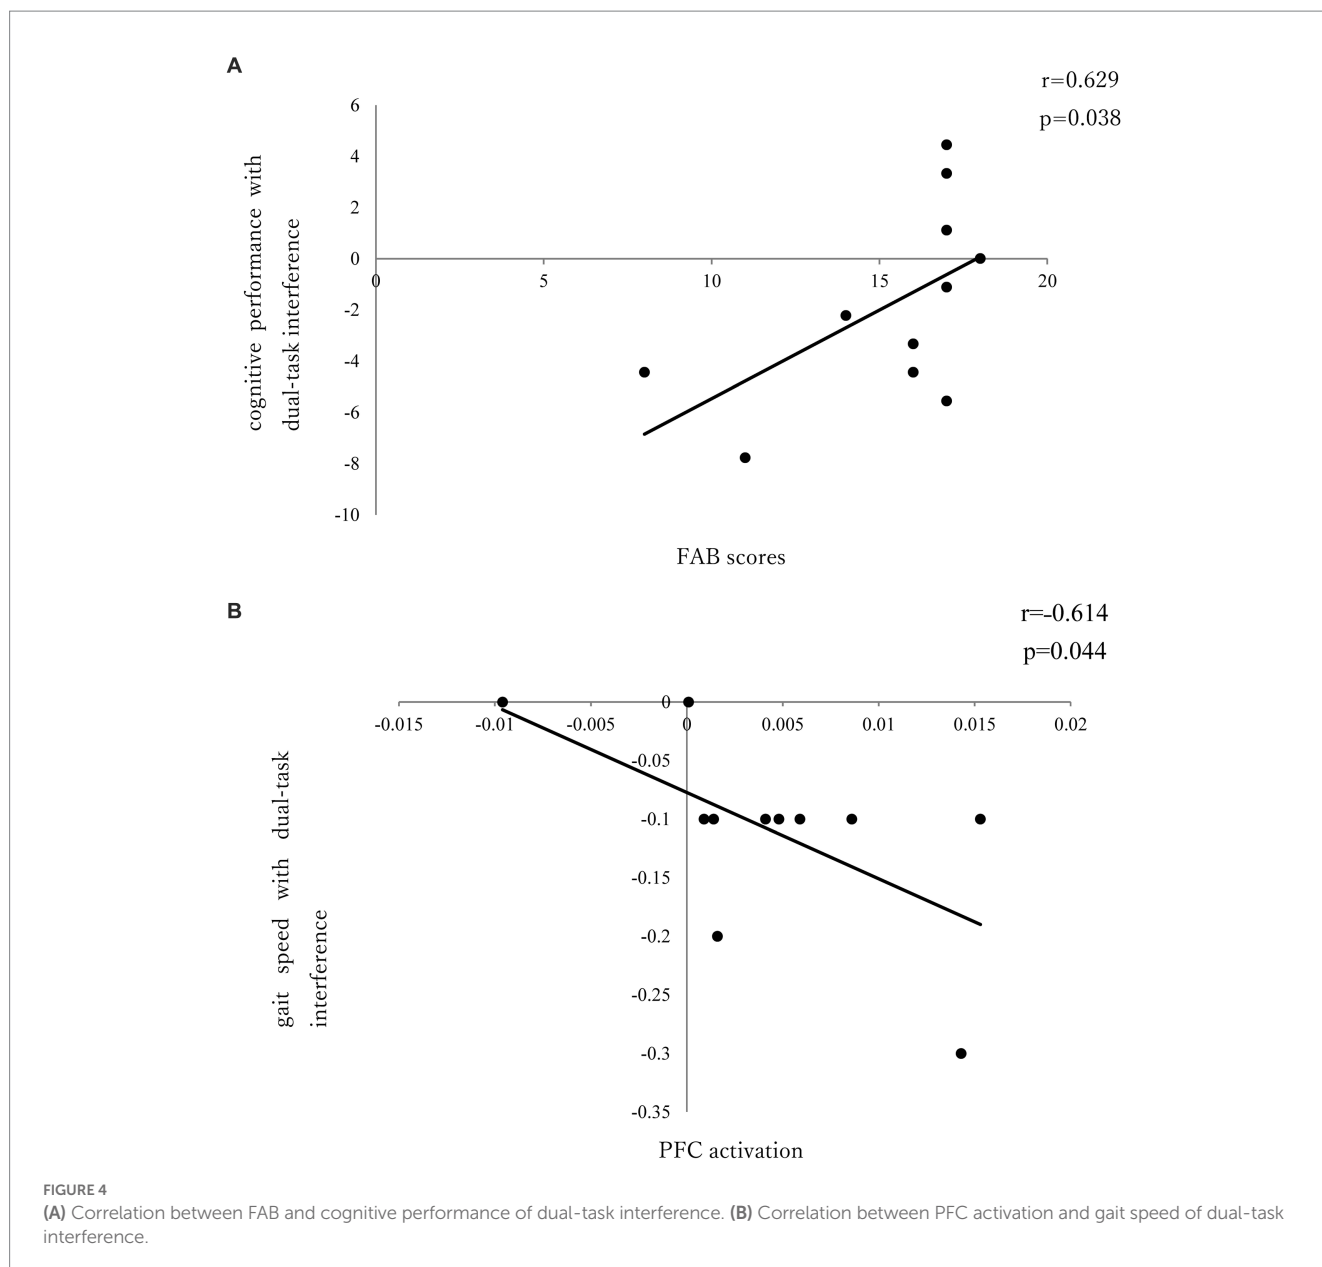 A
r=0.629
p=0.038
6
4
2
0
-2
-4
-6
-8
-10
0 5 10 15 20
cognitive performance with
dual-task interference
FAB scores
B
r=-0.614
p=0.044
0
-0.015 -0.01 -0.005 0 0.005 0.01 0.015 0.02
-0.05
-0.1
-0.15
-0.2
-0.25
-0.3
-0.35
gait speed with dual-task
interference
PFC activation
FIGURE 4
(A) Correlation between FAB and cognitive performance of dual-task interference. (B) Correlation between PFC activation and gait speed of dual-task
interference.